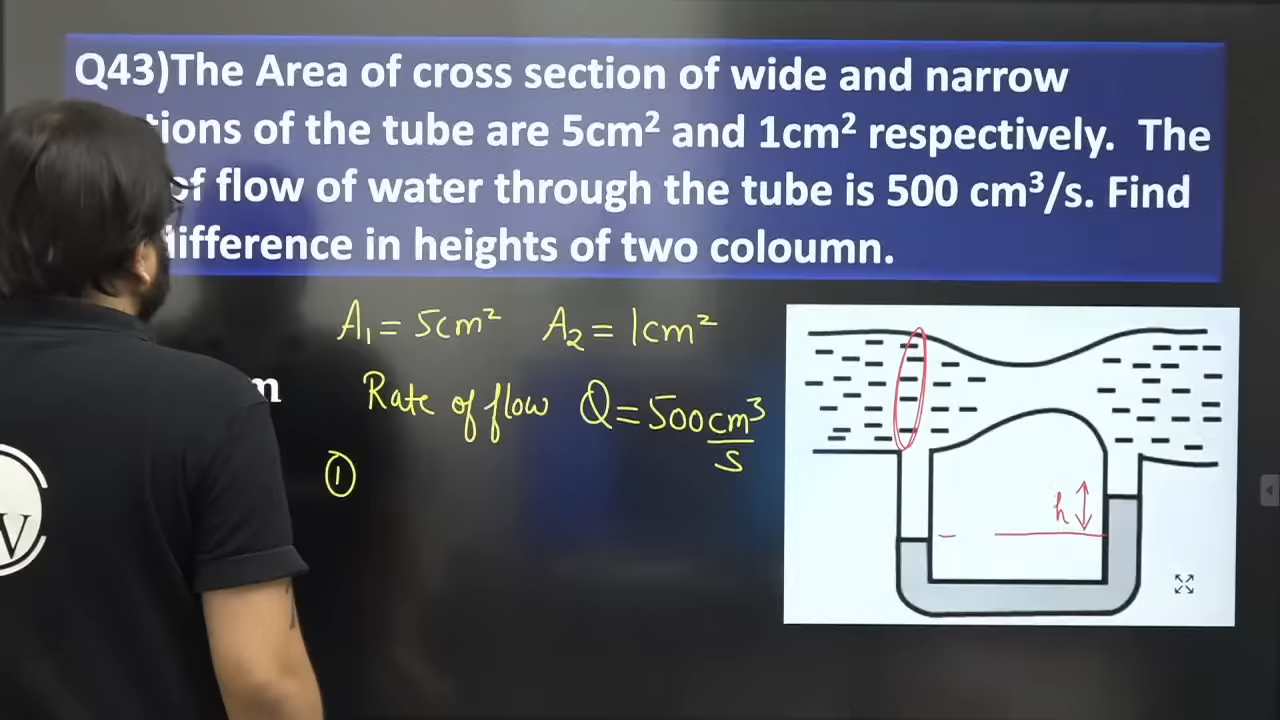 Q43)The Area of cross section of wide and narrow
tions of the tube are 5cm² and 1cm² respectively. The
of flow of water through the tube is 500 cm³/s. Find
ifference in heights of two coloumn.
A₁ = 5cm² A₂ = 1cm²
m
Rate of flow Q = 500 cm³/s
①
h
V